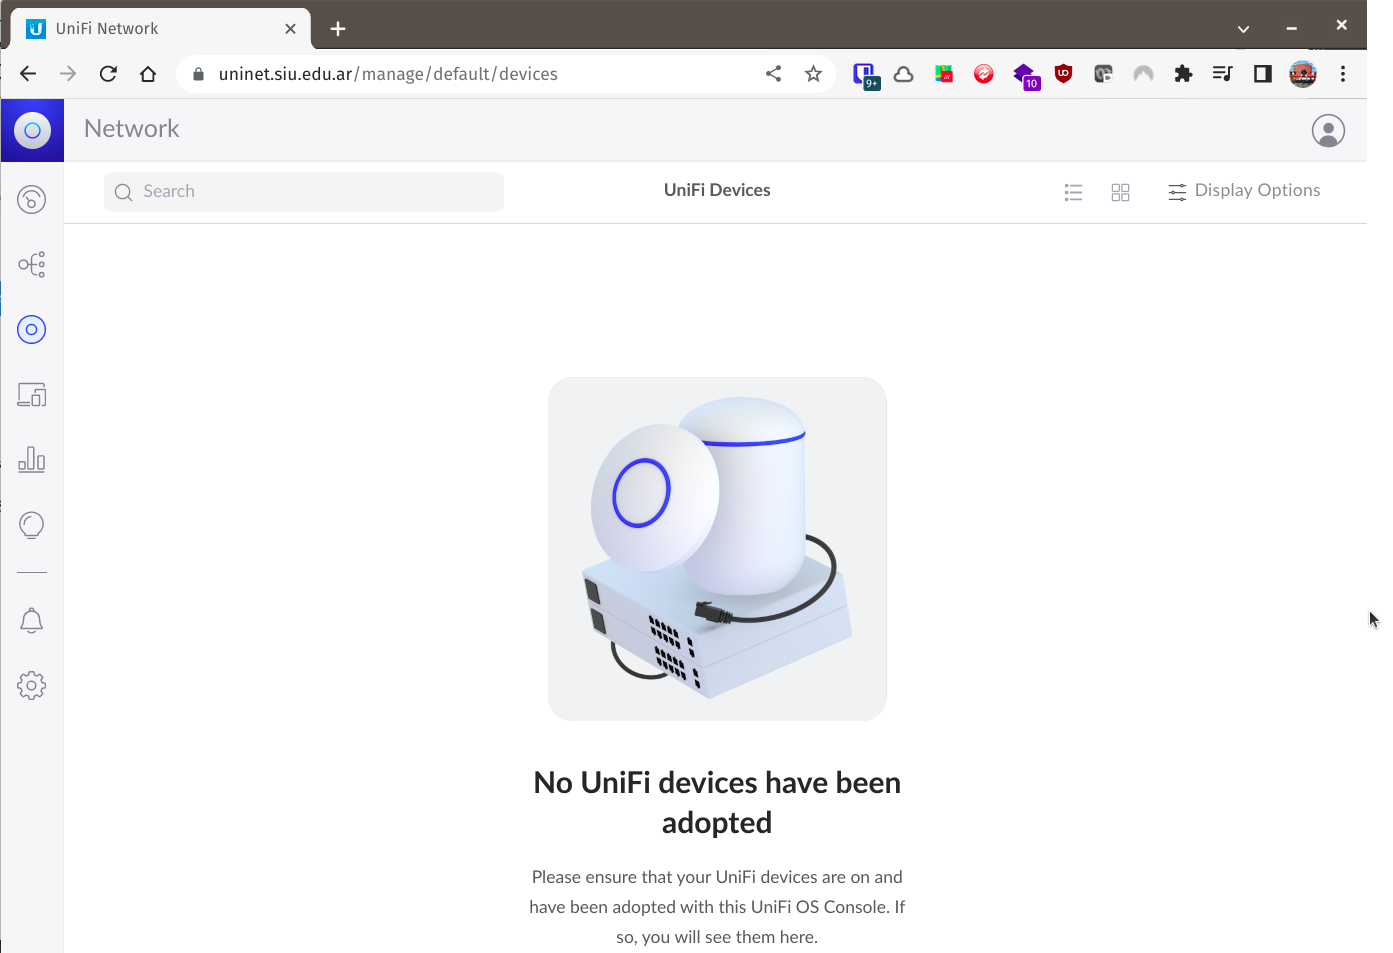 UniFi Network
uninet.siu.edu.ar/manage/default/devices
9+
10
Network
Search
UniFi Devices
Display Options
No UniFi devices have been
adopted
Please ensure that your UniFi devices are on and
have been adopted with this UniFi OS Console. If
so, you will see them here.